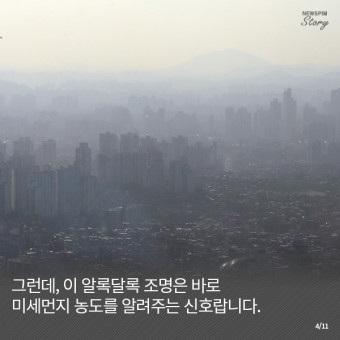 NEWSPIM
Story
그런데, 이 알록달록 조명은 바로
미세먼지 농도를 알려주는 신호랍니다.
4/11